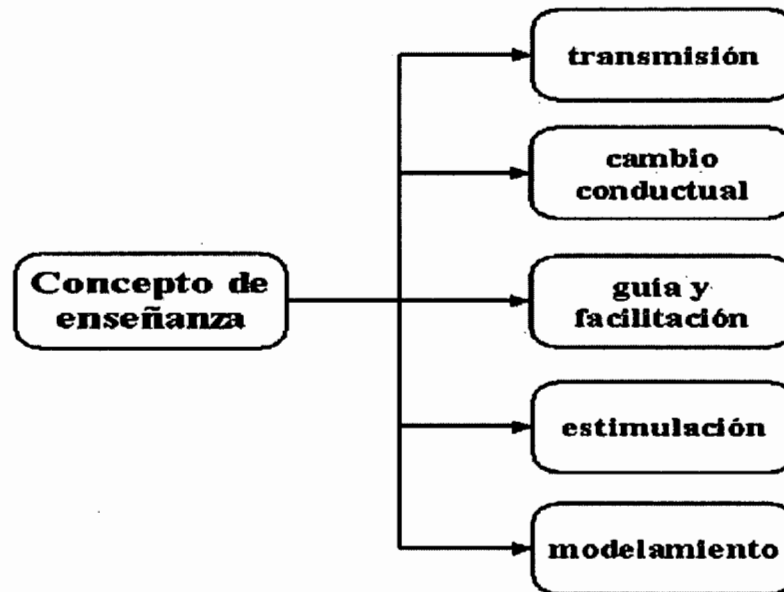 transmisión
cambio
conductual
Concepto de
enseñanza
guía y
facilitación
estimulación
modelamiento